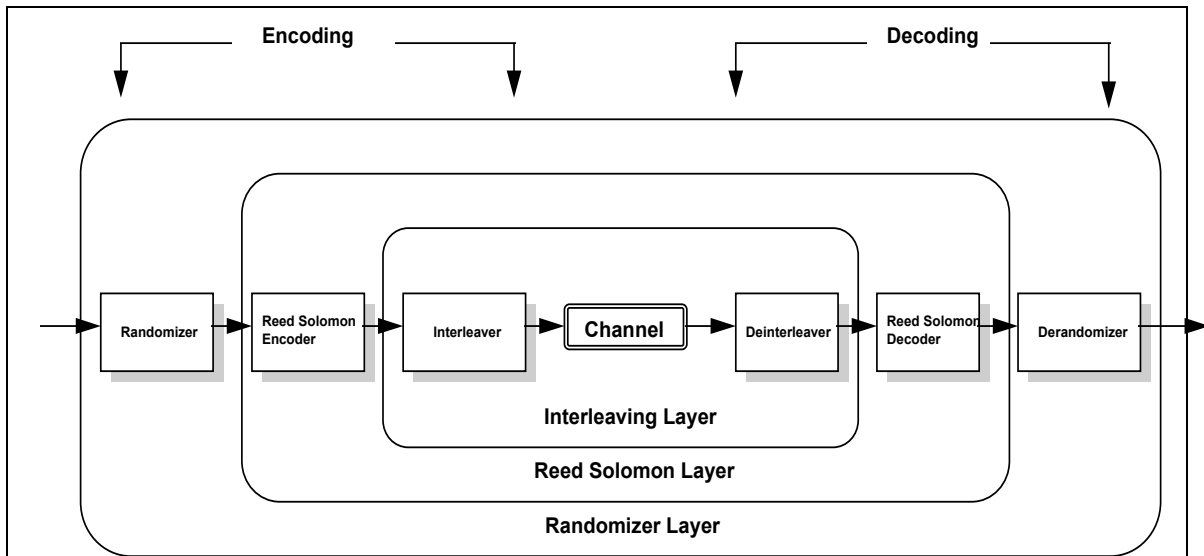 Encoding
Decoding
Randomizer
Reed Solomon
Encoder
Interleaver
Channel
Deinterleaver
Reed Solomon
Decoder
Derandomizer
Interleaving Layer
Reed Solomon Layer
Randomizer Layer